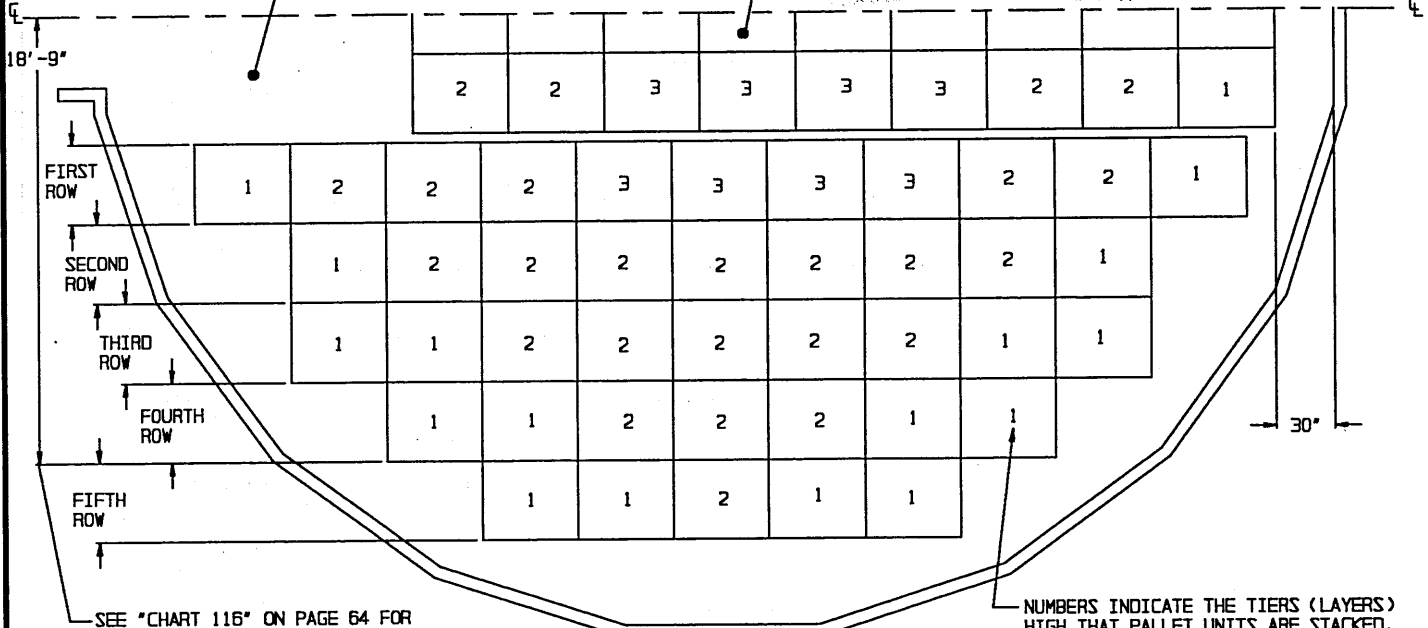 ℄ ℄
18'-9"
2 2 3 3 3 3 2 2 1
FIRST
ROW
1 2 2 2 3 3 3 3 2 2 1
SECOND
ROW
1 2 2 2 2 2 2 2 1
THIRD
ROW
1 1 2 2 2 2 2 1 1
FOURTH
ROW
1 1 2 2 2 1 1
30"
FIFTH
ROW
1 1 2 1 1
SEE "CHART 116" ON PAGE 64 FOR
NUMBERS INDICATE THE TIERS (LAYERS)
HIGH THAT PALLET UNITS ARE STACKED.